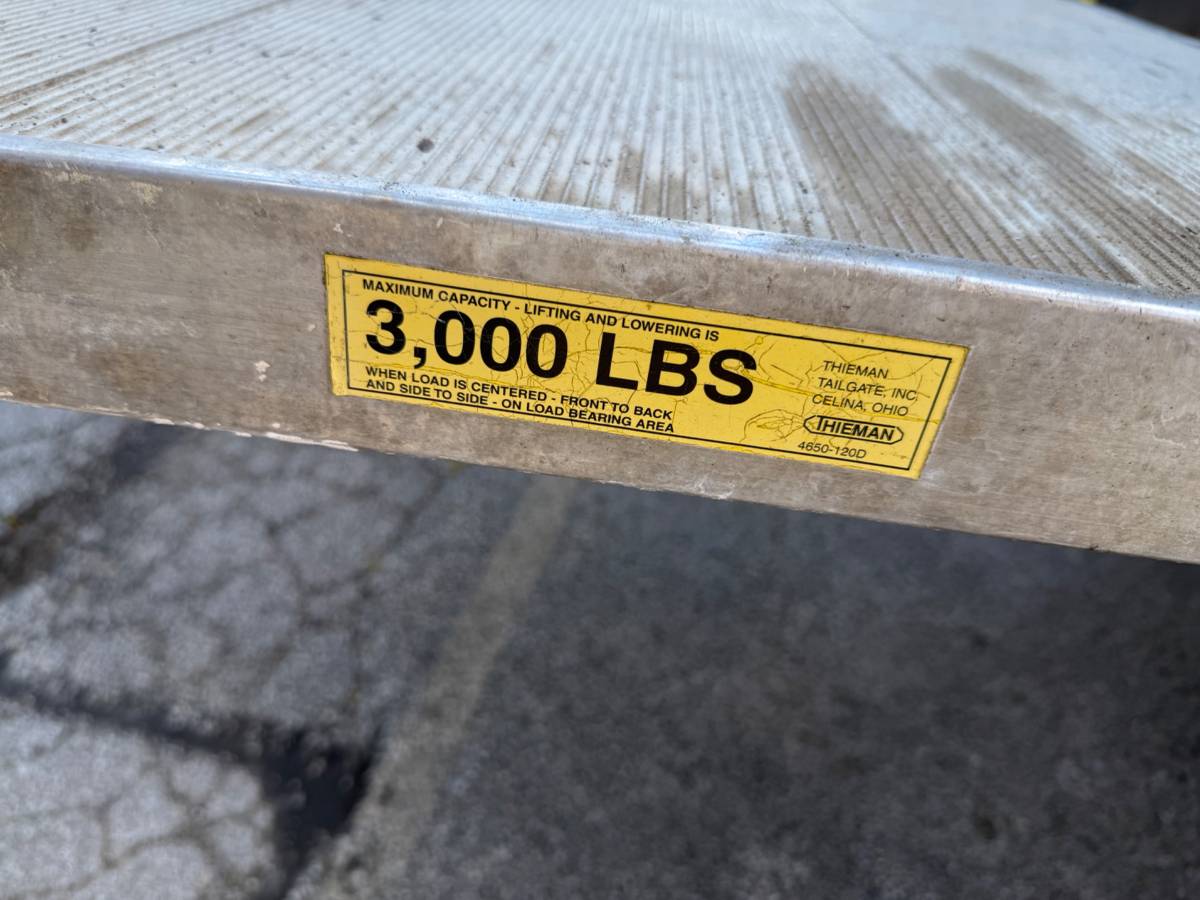 MAXIMUM CAPACITY - LIFTING AND LOWERING IS
3,000 LBS
WHEN LOAD IS CENTERED - FRONT TO BACK
AND SIDE TO SIDE - ON LOAD BEARING AREA
THIEMAN
TAILGATE, INC.
CELINA, OHIO
THIEMAN
4650-120D